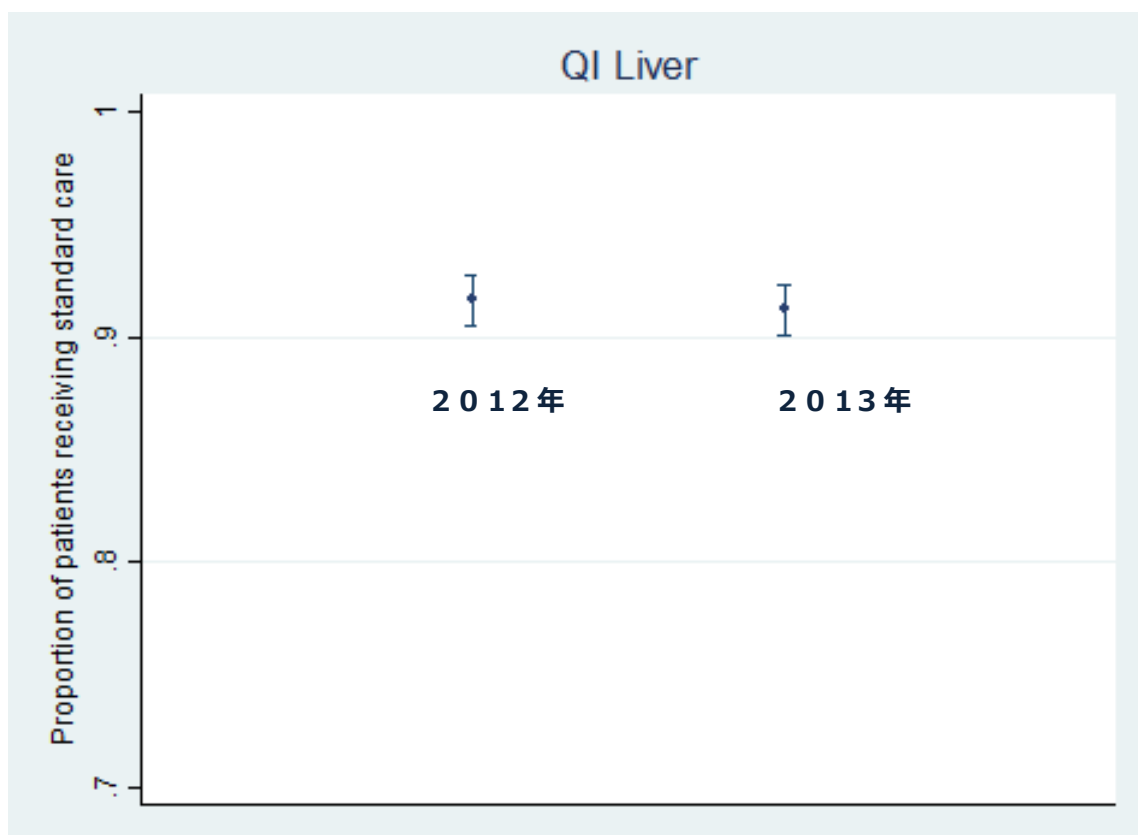 QI Liver
Proportion of patients receiving standard care
1
.9
.8
.7
２０１２年
２０１３年